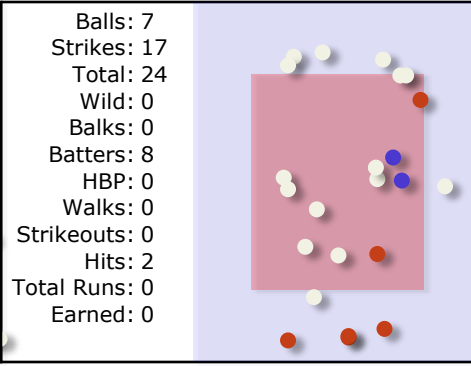 Balls: 7
Strikes: 17
Total: 24
Wild: 0
Balks: 0
Batters: 8
HBP: 0
Walks: 0
Strikeouts: 0
Hits: 2
Total Runs: 0
Earned: 0